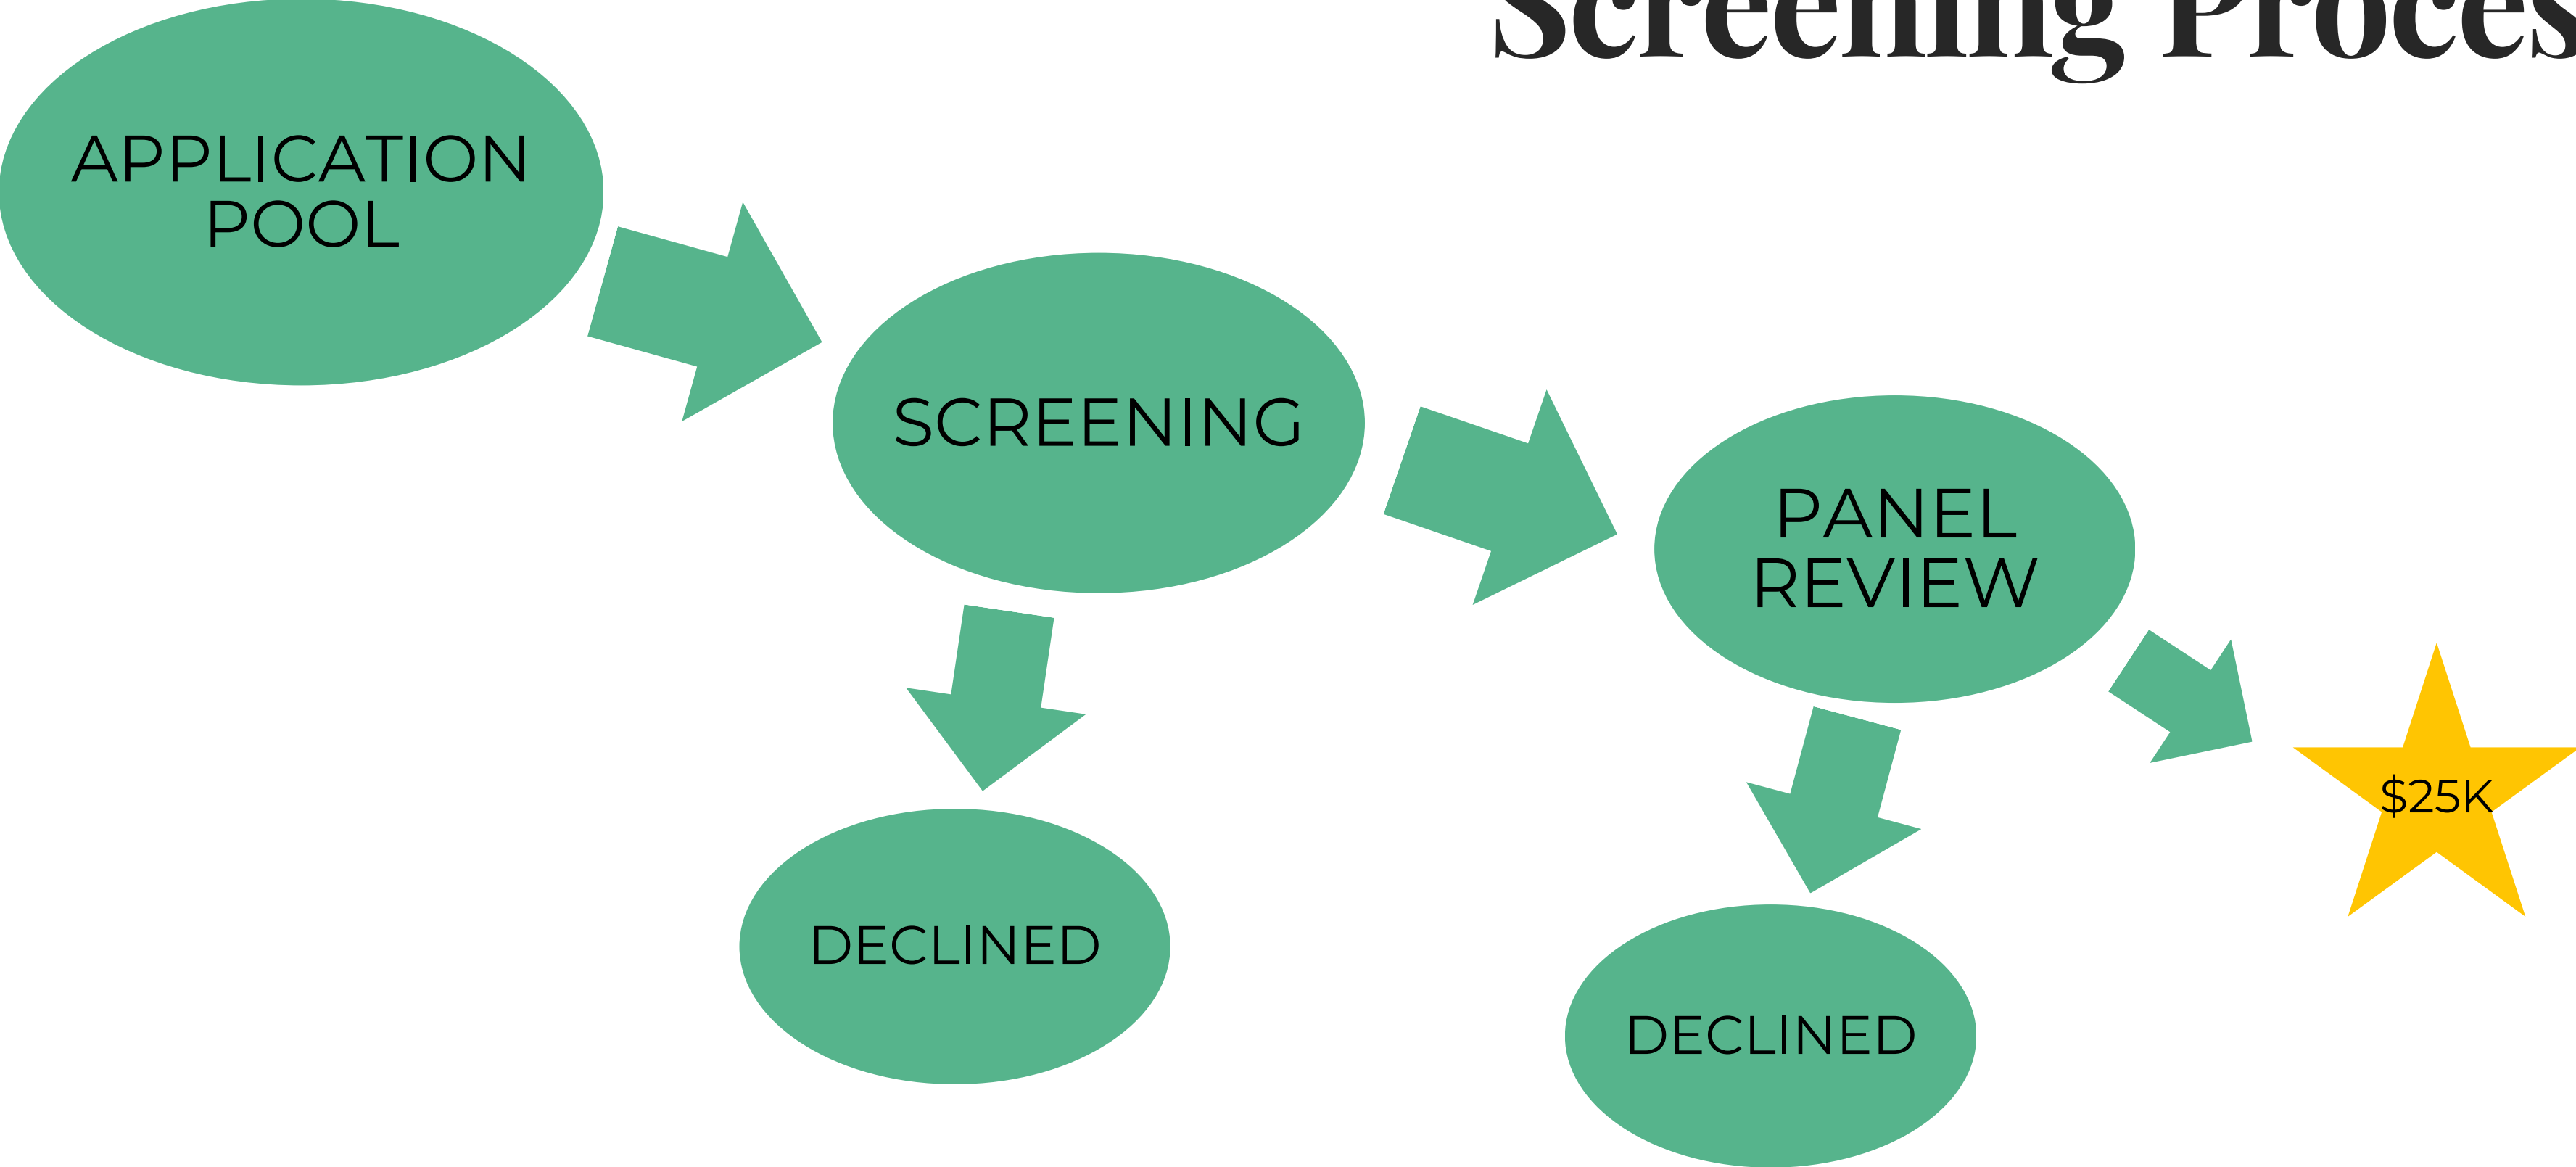 Screening Proces
APPLICATION
POOL
SCREENING
PANEL
REVIEW
$25K
DECLINED
DECLINED